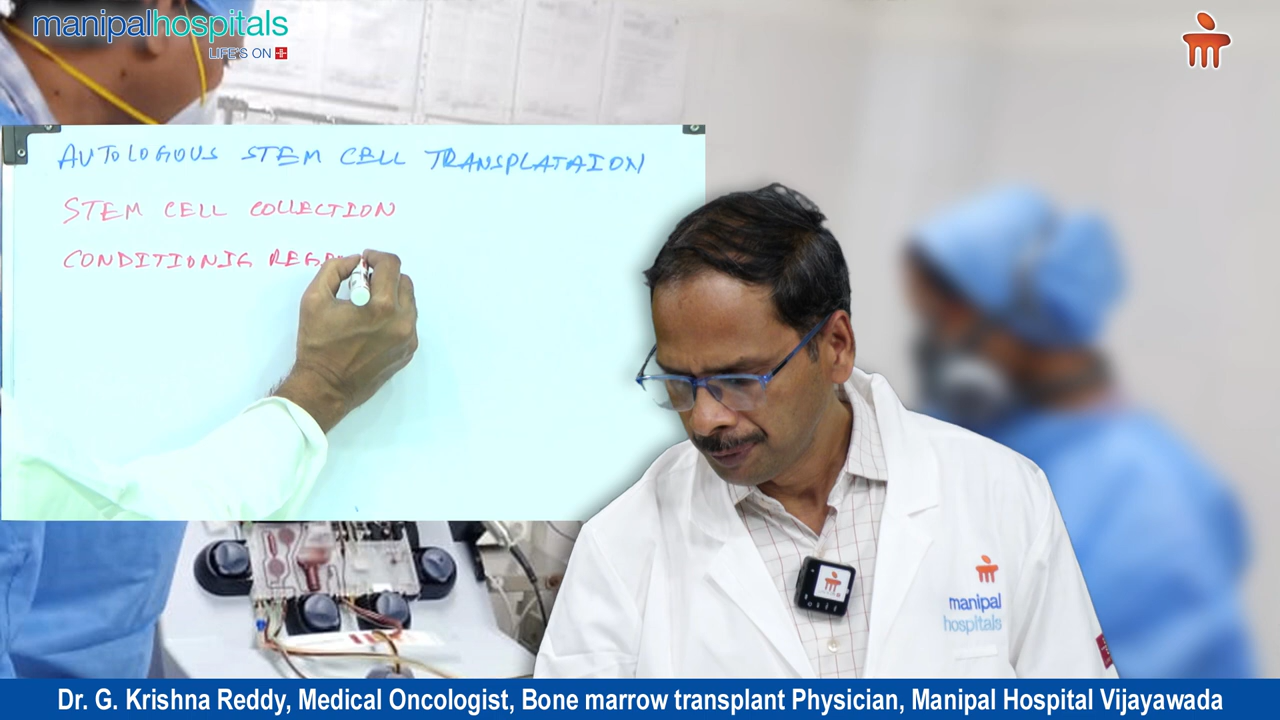 manipalhospitals
LIFE'S ON
AUTOLOGIOUS STEM CELL TRANSPLATAION
STEM CELL COLLECTION
CONDITIONIG
manipal
hospitals
Dr. G. Krishna Reddy, Medical Oncologist, Bone marrow transplant Physician, Manipal Hospital Vijayawada